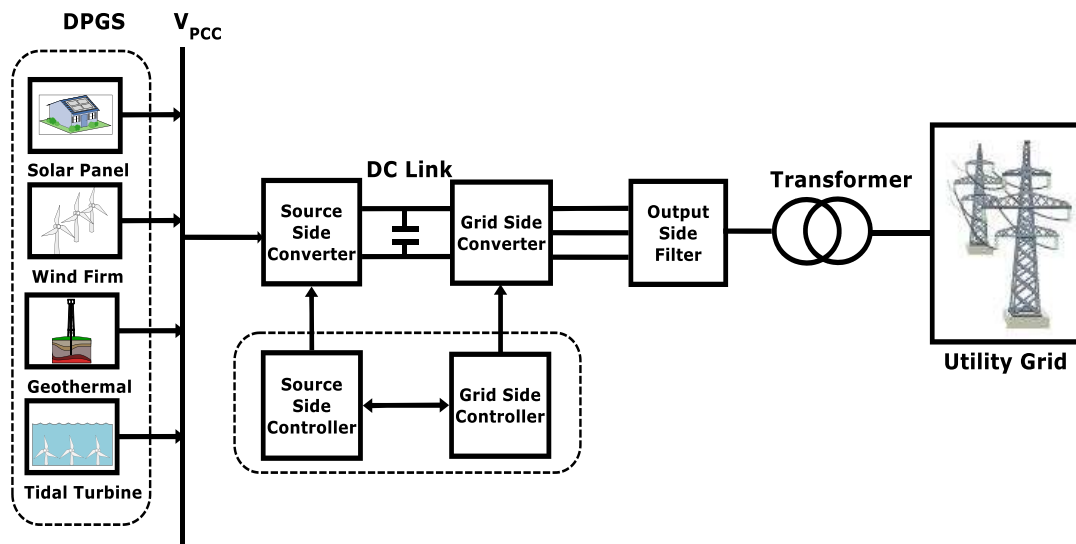 DPGS
V_PCC
Solar Panel
Wind Firm
Geothermal
Tidal Turbine
Source
Side
Converter
DC Link
Grid Side
Converter
Output
Side
Filter
Transformer
Utility Grid
Source
Side
Controller
Grid Side
Controller